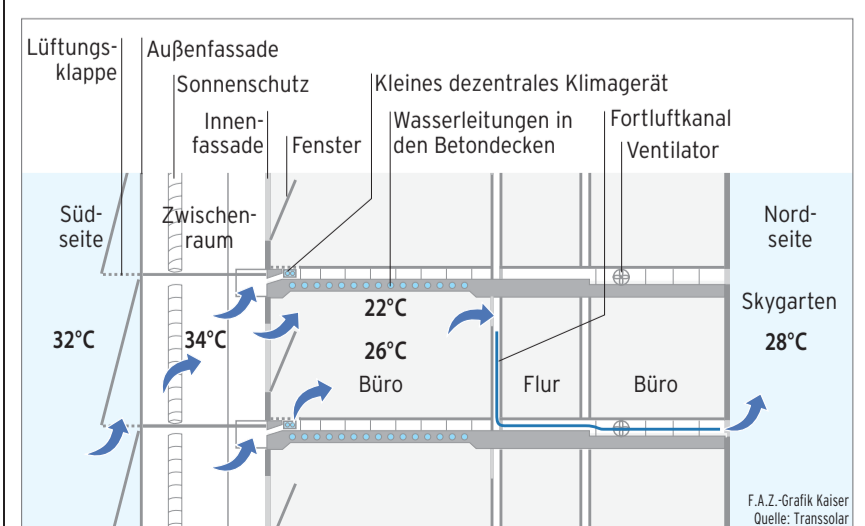 Lüftungs-
klappe
Außenfassade
Sonnenschutz
Innen-
fassade
Fenster
Kleines dezentrales Klimagerät
Wasserleitungen in
den Betondecken
Fortluftkanal
Ventilator
Süd-
seite
Zwischen-
raum
Nord-
seite
32°C
34°C
22°C
26°C
Büro
Flur
Büro
Skygarten
28°C
F.A.Z.-Grafik Kaiser
Quelle: Transsolar